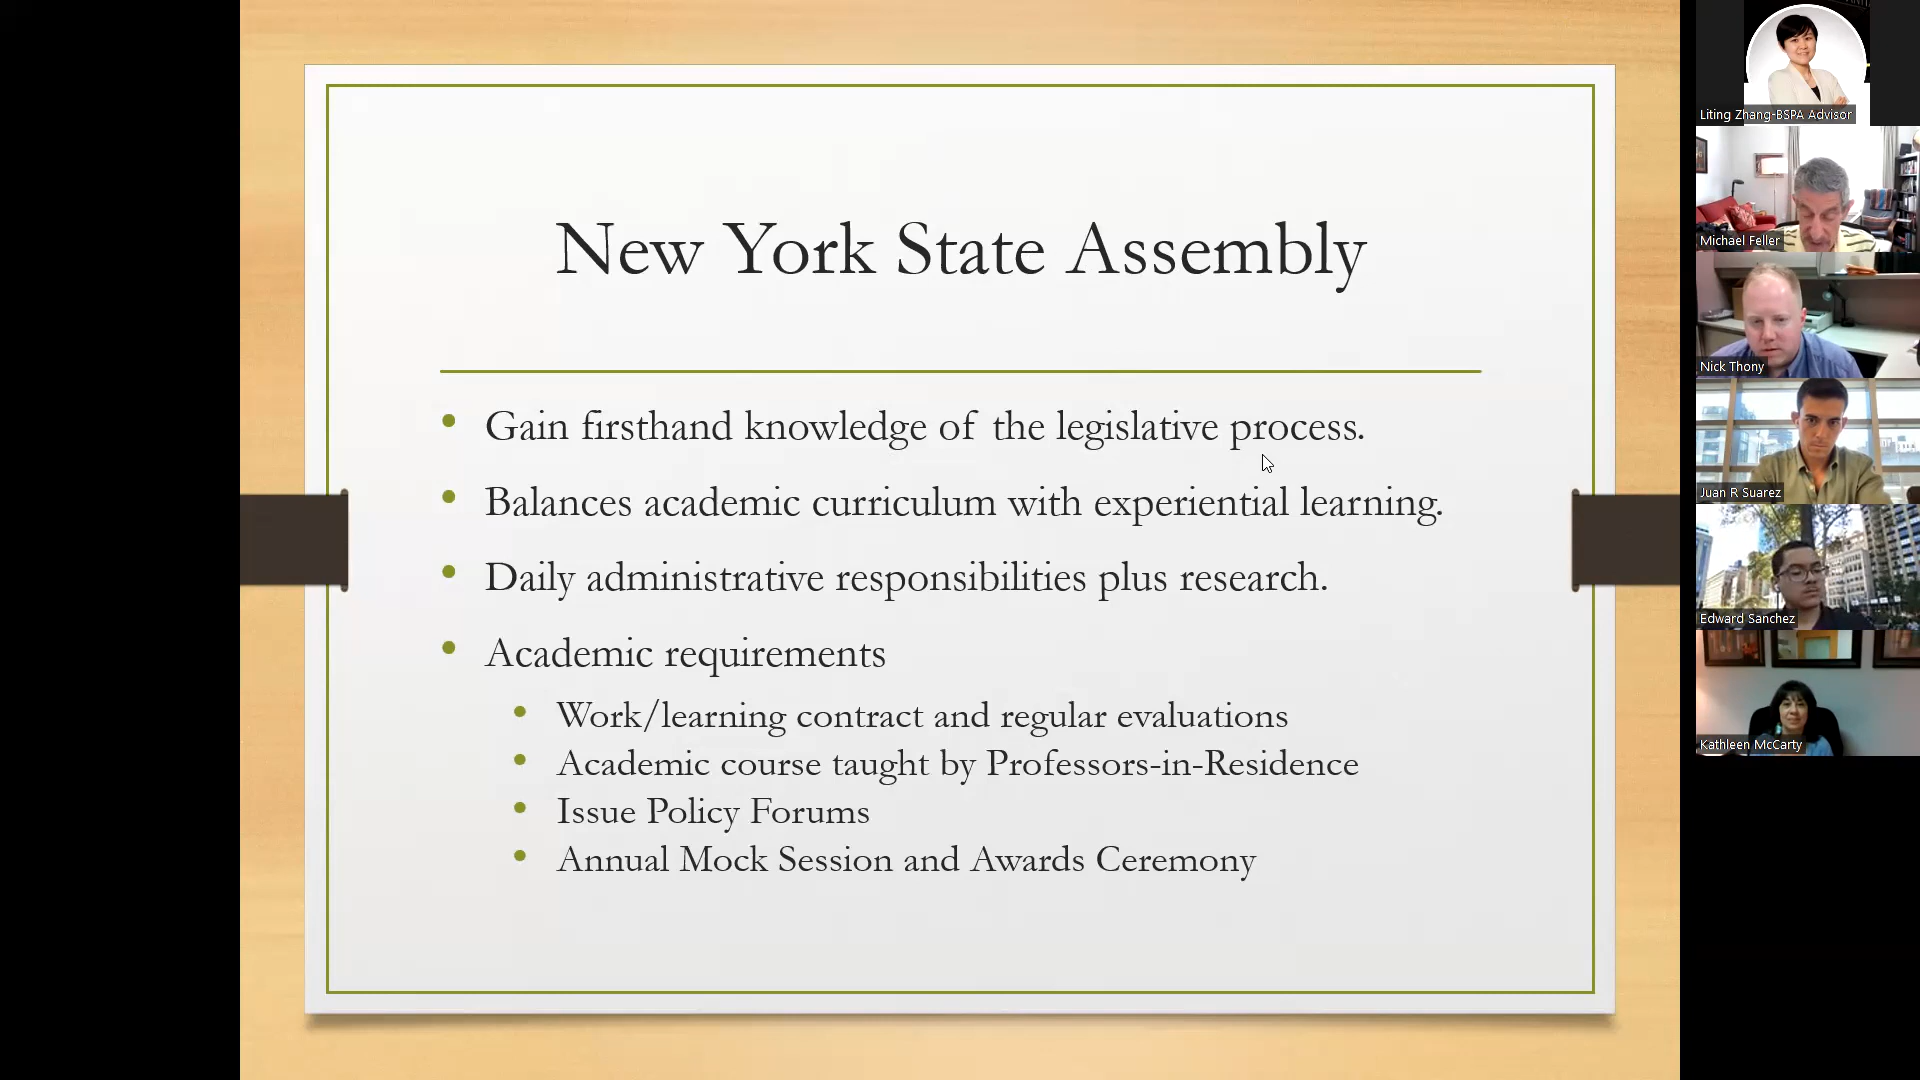 New York State Assembly
Gain firsthand knowledge of the legislative process.
Balances academic curriculum with experiential learning.
Daily administrative responsibilities plus research.
Academic requirements
Work/learning contract and regular evaluations
Academic course taught by Professors-in-Residence
Issue Policy Forums
Annual Mock Session and Awards Ceremony
Liting Zhang-BSPA Advisor
Michael Feller
Nick Thony
Juan R Suarez
Edward Sanchez
Kathleen McCarty